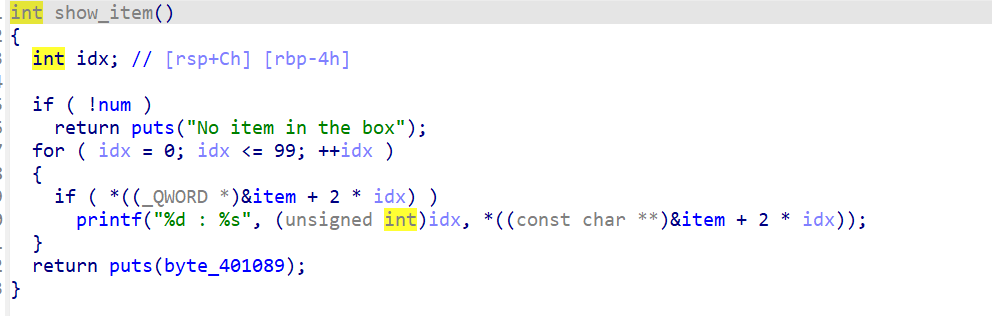 int show_item()
{
  int idx; // [rsp+Ch] [rbp-4h]

  if ( !num )
    return puts("No item in the box");
  for ( idx = 0; idx <= 99; ++idx )
  {
    if ( *((_QWORD *)&item + 2 * idx) )
      printf("%d : %s", (unsigned int)idx, *((const char **)&item + 2 * idx));
  }
  return puts(byte_401089);
}